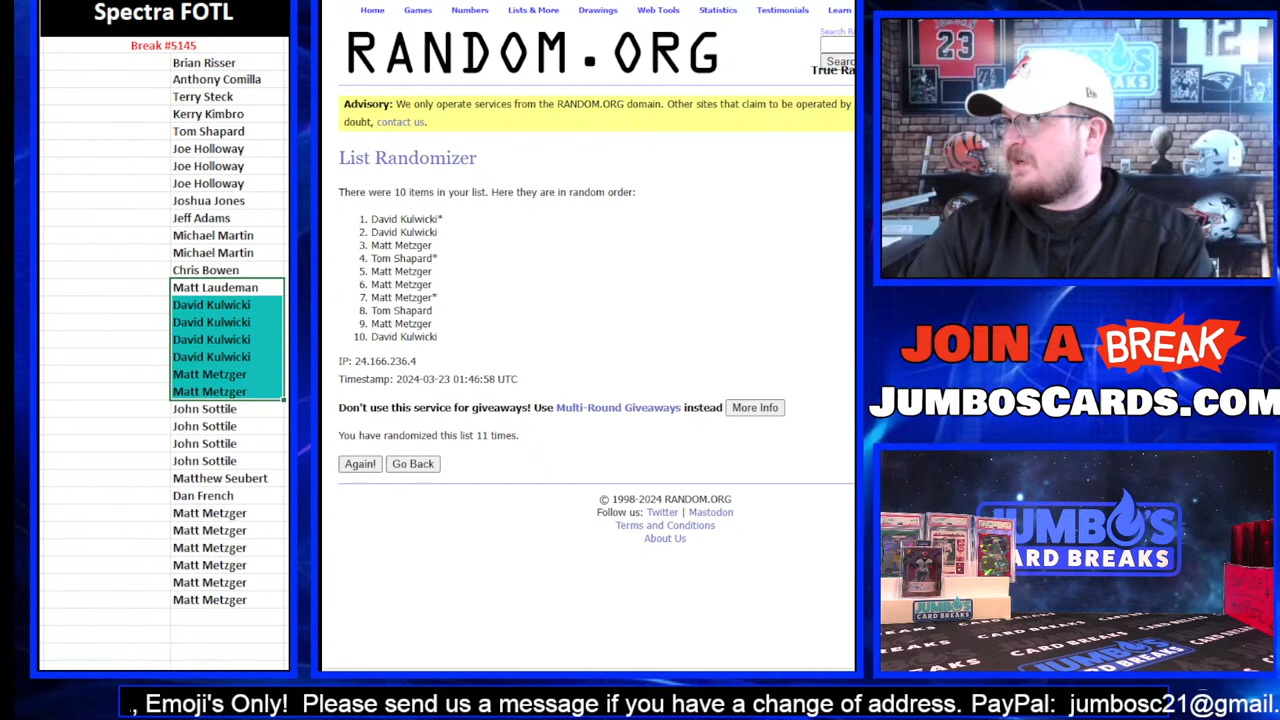 Spectra FOTL
Break #5145
Brian Risser
Anthony Comilla
Terry Steck
Kerry Kimbro
Tom Shapard
Joe Holloway
Joe Holloway
Joe Holloway
Joshua Jones
Jeff Adams
Michael Martin
Michael Martin
Chris Bowen
Matt Laudeman
David Kulwicki
David Kulwicki
David Kulwicki
David Kulwicki
Matt Metzger
Matt Metzger
John Sottile
John Sottile
John Sottile
John Sottile
Matthew Seubert
Dan French
Matt Metzger
Matt Metzger
Matt Metzger
Matt Metzger
Matt Metzger
Matt Metzger
Home Games Numbers Lists & More Drawings Web Tools Statistics Testimonials Learn
RANDOM.ORG
Search Ra
Searc
True Ra
Advisory: We only operate services from the RANDOM.ORG domain. Other sites that claim to be operated by
doubt, contact us.
List Randomizer
There were 10 items in your list. Here they are in random order:
1. David Kulwicki*
2. David Kulwicki
3. Matt Metzger
4. Tom Shapard*
5. Matt Metzger
6. Matt Metzger
7. Matt Metzger*
8. Tom Shapard
9. Matt Metzger
10. David Kulwicki
IP: 24.166.236.4
Timestamp: 2024-03-23 01:46:58 UTC
Don't use this service for giveaways! Use Multi-Round Giveaways instead More Info
You have randomized this list 11 times.
Again! Go Back
© 1998-2024 RANDOM.ORG
Follow us: Twitter | Mastodon
Terms and Conditions
About Us
23
12
JOIN A BREAK
JUMBOSCARDS.COM
JUMBO'S
CARD BREAKS
JUMBO'S
CARD BREAKS
, Emoji's Only! Please send us a message if you have a change of address. PayPal: jumbosc21@gmail.